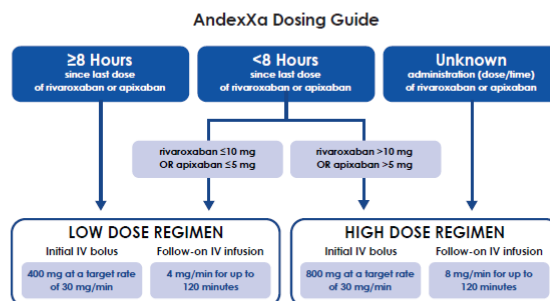 AndexXa Dosing Guide
≥8 Hours
since last dose
of rivaroxaban or apixaban
<8 Hours
since last dose
of rivaroxaban or apixaban
Unknown
administration (dose/time)
of rivaroxaban or apixaban
rivaroxaban ≤10 mg
OR apixaban ≤5 mg
rivaroxaban >10 mg
OR apixaban >5 mg
LOW DOSE REGIMEN
Initial IV bolus
400 mg at a target rate
of 30 mg/min
Follow-on IV infusion
4 mg/min for up to
120 minutes
HIGH DOSE REGIMEN
Initial IV bolus
800 mg at a target rate
of 30 mg/min
Follow-on IV infusion
8 mg/min for up to
120 minutes